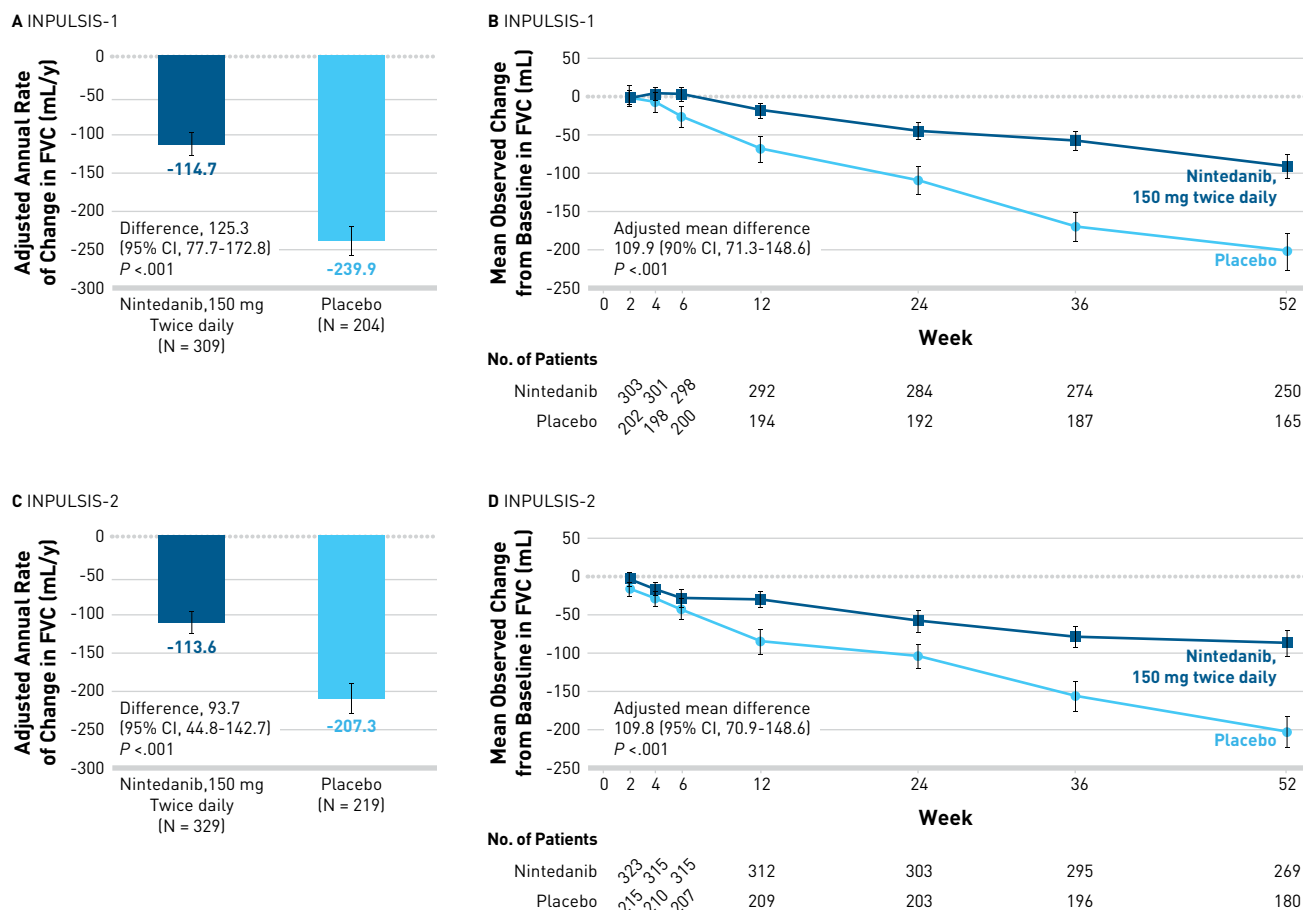 A INPULSIS-1
Adjusted Annual Rate
of Change in FVC (mL/y)
0
-50
-100
-150
-200
-250
-300
-114.7
-239.9
Difference, 125.3
(95% CI, 77.7-172.8)
P <.001
Nintedanib,150 mg
Twice daily
(N = 309)
Placebo
(N = 204)
B INPULSIS-1
Mean Observed Change
from Baseline in FVC (mL)
50
0
-50
-100
-150
-200
-250
Nintedanib,
150 mg twice daily
Placebo
Adjusted mean difference
109.9 (90% CI, 71.3-148.6)
P <.001
0 2 4 6 12 24 36 52
Week
No. of Patients
Nintedanib 303 301 298 292 284 274 250
Placebo 202 198 200 194 192 187 165
C INPULSIS-2
Adjusted Annual Rate
of Change in FVC (mL/y)
0
-50
-100
-150
-200
-250
-300
-113.6
-207.3
Difference, 93.7
(95% CI, 44.8-142.7)
P <.001
Nintedanib,150 mg
Twice daily
(N = 329)
Placebo
(N = 219)
D INPULSIS-2
Mean Observed Change
from Baseline in FVC (mL)
50
0
-50
-100
-150
-200
-250
Nintedanib,
150 mg twice daily
Placebo
Adjusted mean difference
109.8 (95% CI, 70.9-148.6)
P <.001
0 2 4 6 12 24 36 52
Week
No. of Patients
Nintedanib 323 315 315 312 303 295 269
Placebo 215 210 207 209 203 196 180